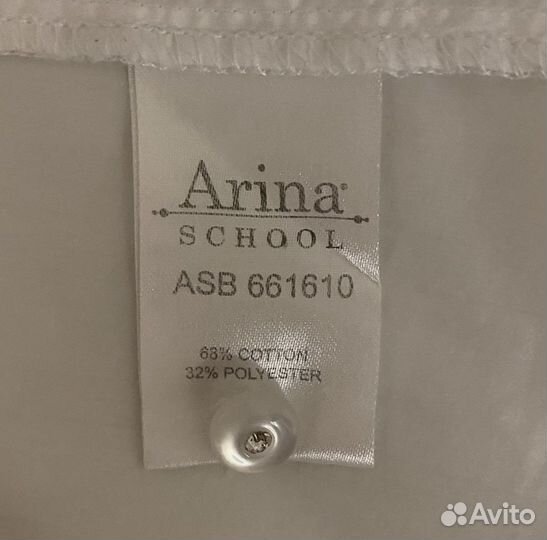 Arina
SCHOOL
ASB 661610
68% COTTON
32% POLYESTER
Avito